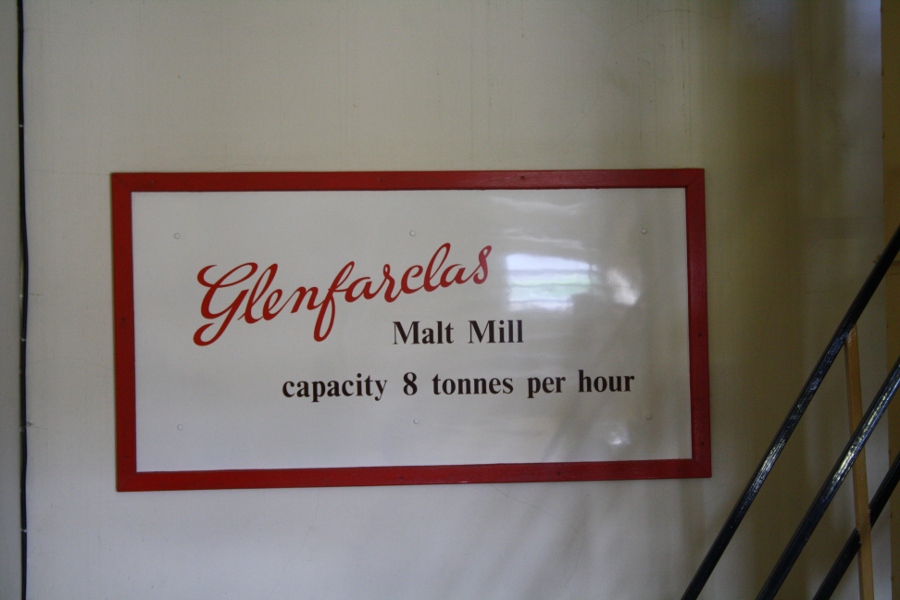 Glenfarclas
Malt Mill
capacity 8 tonnes per hour